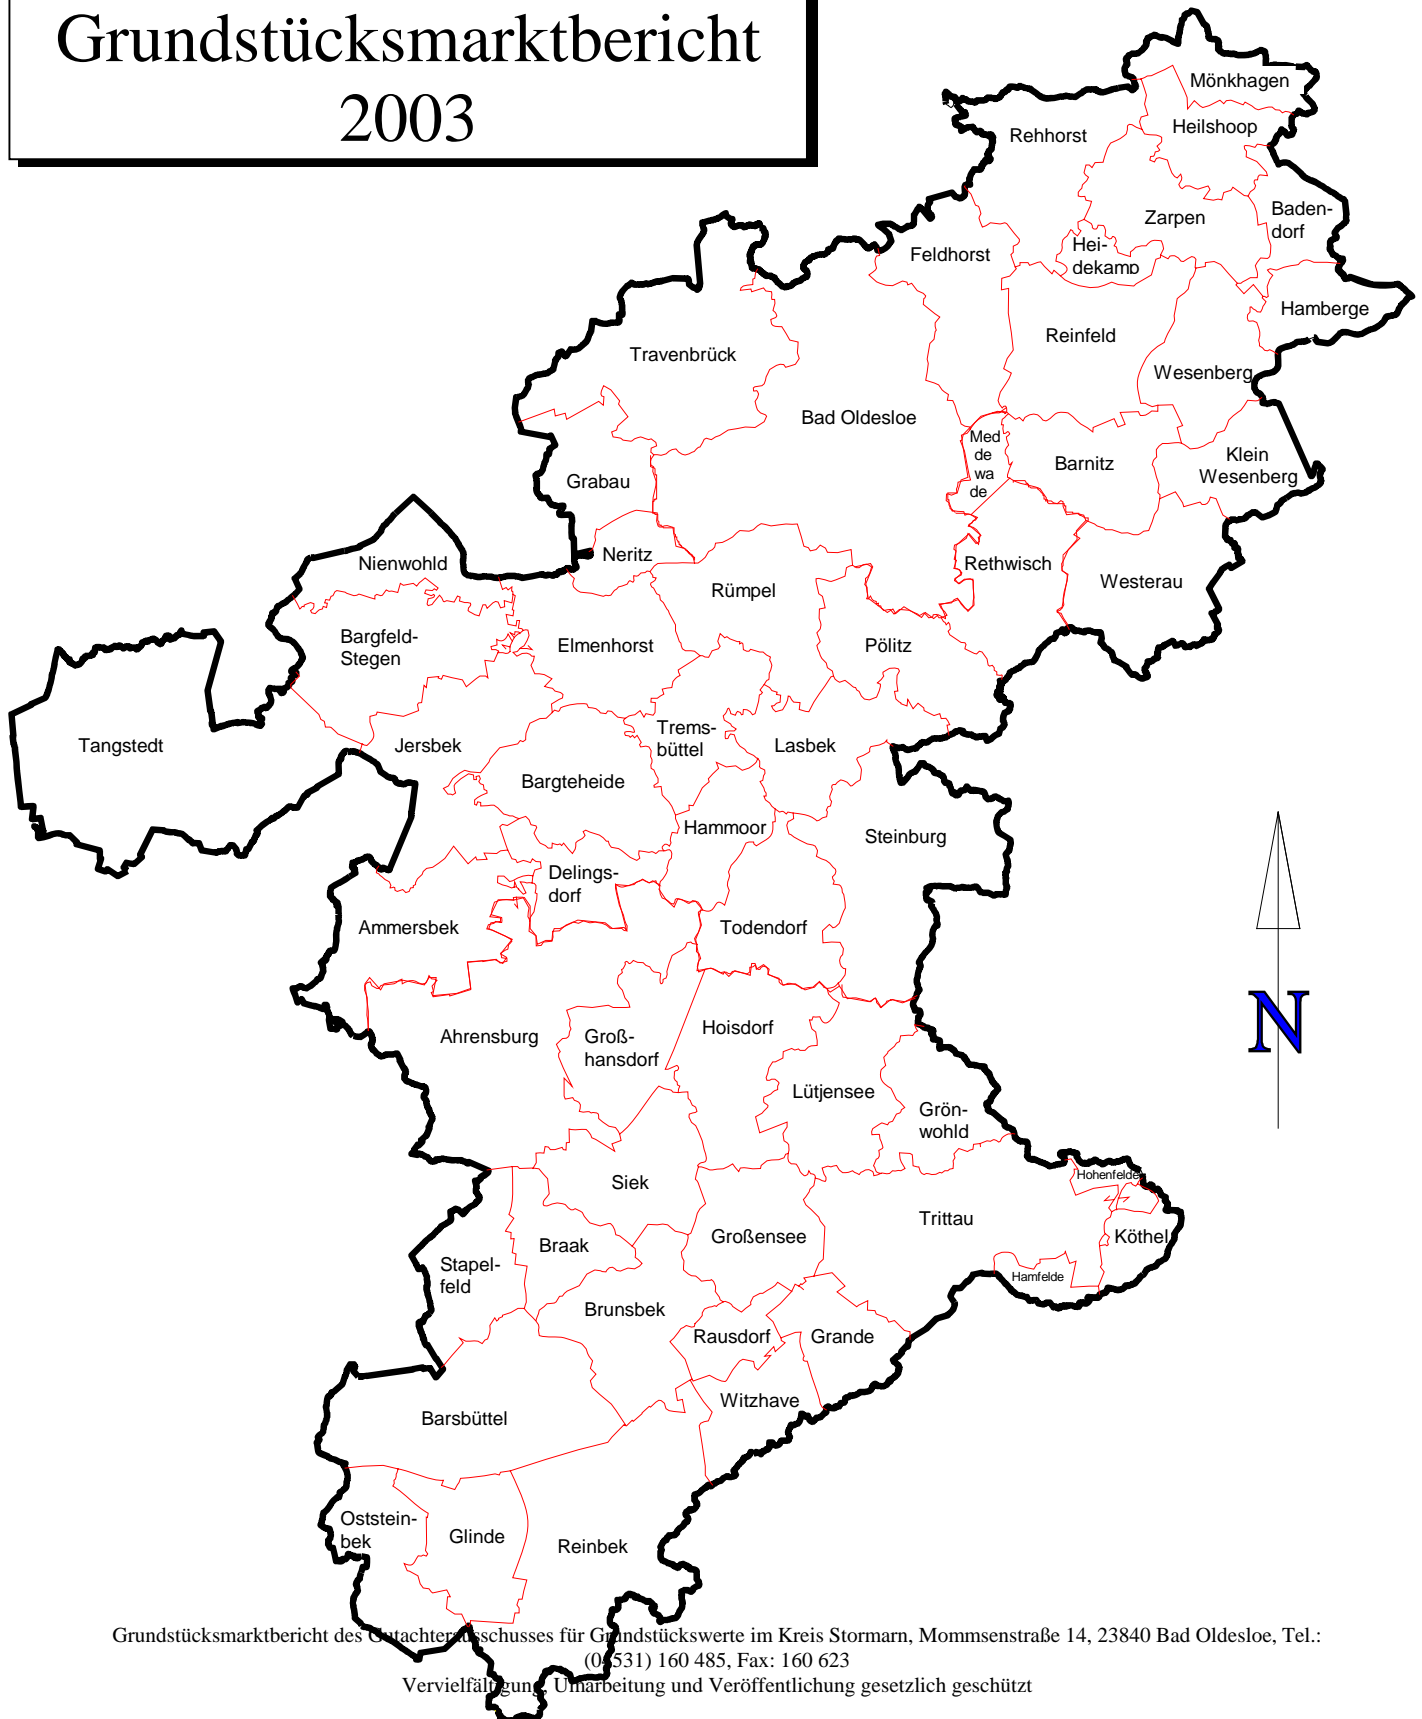 Grundstücksmarktbericht
2003
Mönkhagen
Heilshoop
Rehhorst
Zarpen
Baden-
dorf
Hei-
dekamp
Feldhorst
Hamberge
Reinfeld
Travenbrück
Wesenberg
Bad Oldesloe
Med
de
wa
de
Barnitz
Klein
Wesenberg
Grabau
Neritz
Nienwohld
Rethwisch
Westerau
Rümpel
Bargfeld-
Stegen
Elmenhorst
Pölitz
Tangstedt
Jersbek
Trems-
büttel
Lasbek
Bargteheide
Hammoor
Steinburg
Delings-
dorf
Ammersbek
Todendorf
Ahrensburg
Groß-
hansdorf
Hoisdorf
Lütjensee
Grön-
wohld
N
Siek
Hohenfelde
Trittau
Köthel
Braak
Großensee
Stapel-
feld
Hamfelde
Brunsbek
Rausdorf
Grande
Witzhave
Barsbüttel
Oststein-
bek
Glinde
Reinbek
Grundstücksmarktbericht des Gutachterausschusses für Grundstückswerte im Kreis Stormarn, Mommsenstraße 14, 23840 Bad Oldesloe, Tel.:
(04531) 160 485, Fax: 160 623
Vervielfältigung, Umarbeitung und Veröffentlichung gesetzlich geschützt